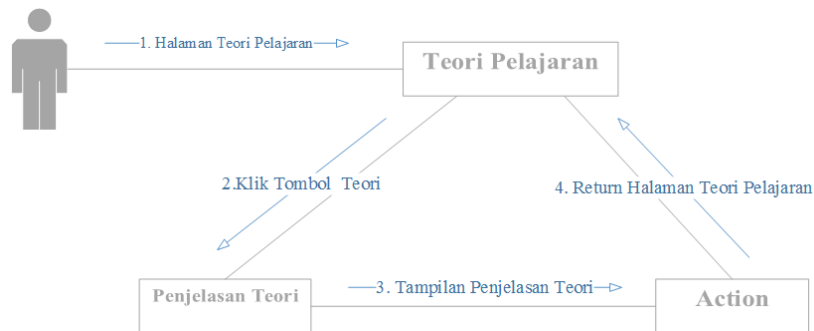 1. Halaman Teori Pelajaran
Teori Pelajaran
2.Klik Tombol Teori
4. Return Halaman Teori Pelajaran
Penjelasan Teori
3. Tampilan Penjelasan Teori
Action